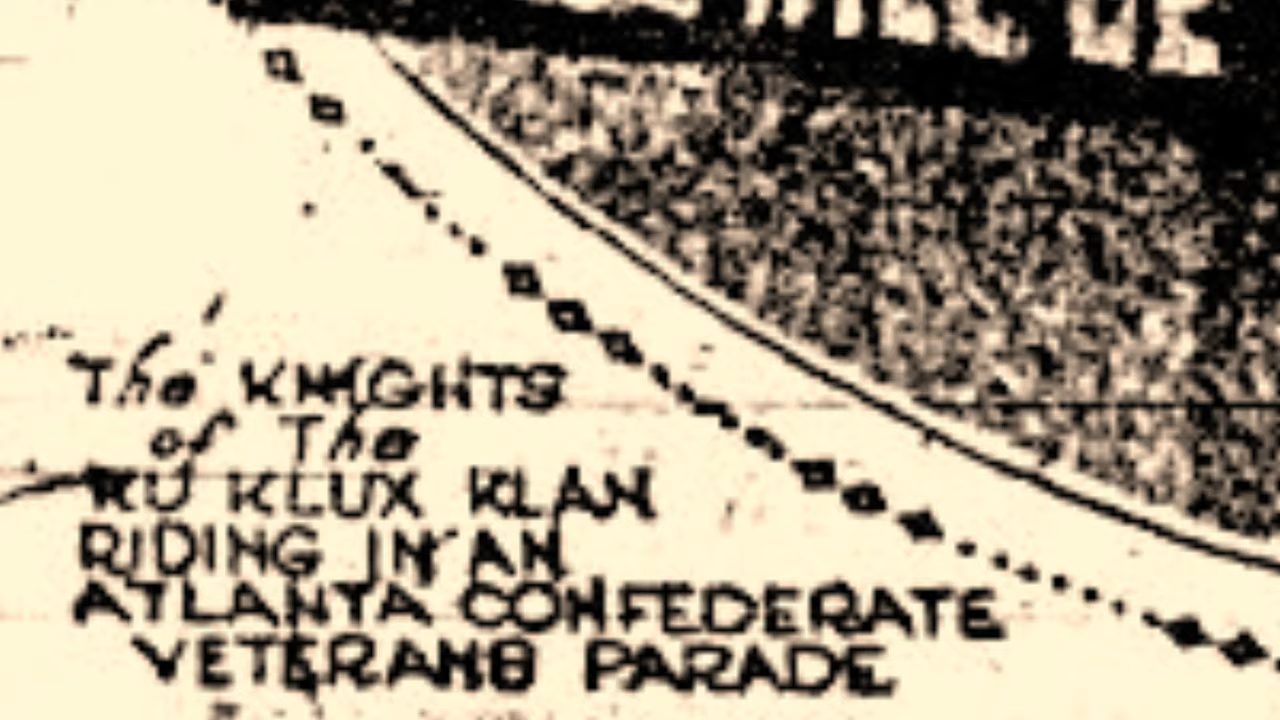 The KNIGHTS
of The
KU KLUX KLAN
RIDING IN AN
ATLANTA CONFEDERATE
VETERANS PARADE